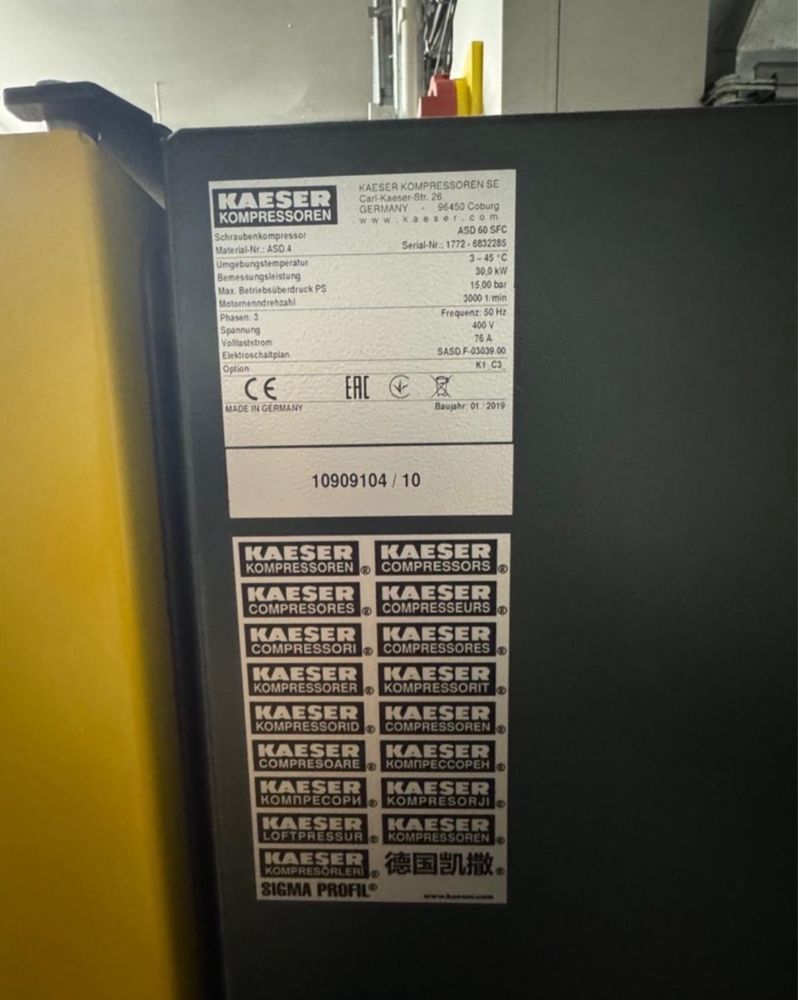 KAESER
KOMPRESSOREN
KAESER KOMPRESSOREN SE
Carl-Kaeser-Str. 26
GERMANY - 96450 Coburg
www.kaeser.com
Schraubenkompressor ASD 60 SFC
Material-Nr.: ASD.4 Serial-Nr.: 1772 - 6832285
Umgebungstemperatur 3 – 45 °C
Bemessungsleistung 30,0 kW
Max. Betriebsüberdruck PS 15,00 bar
Motornenndrehzahl 3000 1/min
Phasen: 3 Frequenz: 50 Hz
Spannung 400 V
Volllaststrom 76 A
Elektroschaltplan SASD.F-03039.00
Option K1 C3
CE EAC
MADE IN GERMANY Baujahr: 01 / 2019
10909104 / 10
KAESER KAESER
KOMPRESSOREN® COMPRESSORS®
KAESER KAESER
COMPRESORES® COMPRESSEURS®
KAESER KAESER
COMPRESSORI® COMPRESSORES®
KAESER KAESER
KOMPRESSORER® KOMPRESSORIT®
KAESER KAESER
KOMPRESSORID® COMPRESSOREN®
KAESER KAESER
COMPRESOARE® КОМПРЕССОРЕН®
KAESER KAESER
КОМПРЕСОРИ® KOMPRESORJI®
KAESER KAESER
LOFTPRESSUR® KOMPRESSOREN®
KAESER 德国凯撒®
KOMPRESÖRLERİ®
SIGMA PROFIL® www.kaeser.com